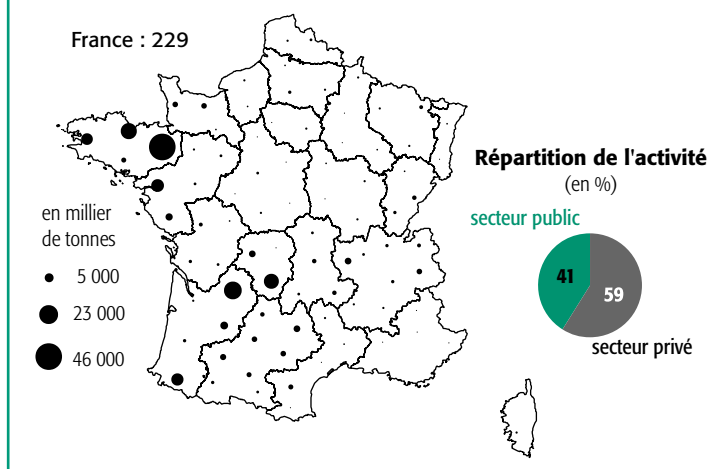 France : 229
Répartition de l'activité
(en %)
secteur public
41
59
secteur privé
en millier
de tonnes
5 000
23 000
46 000